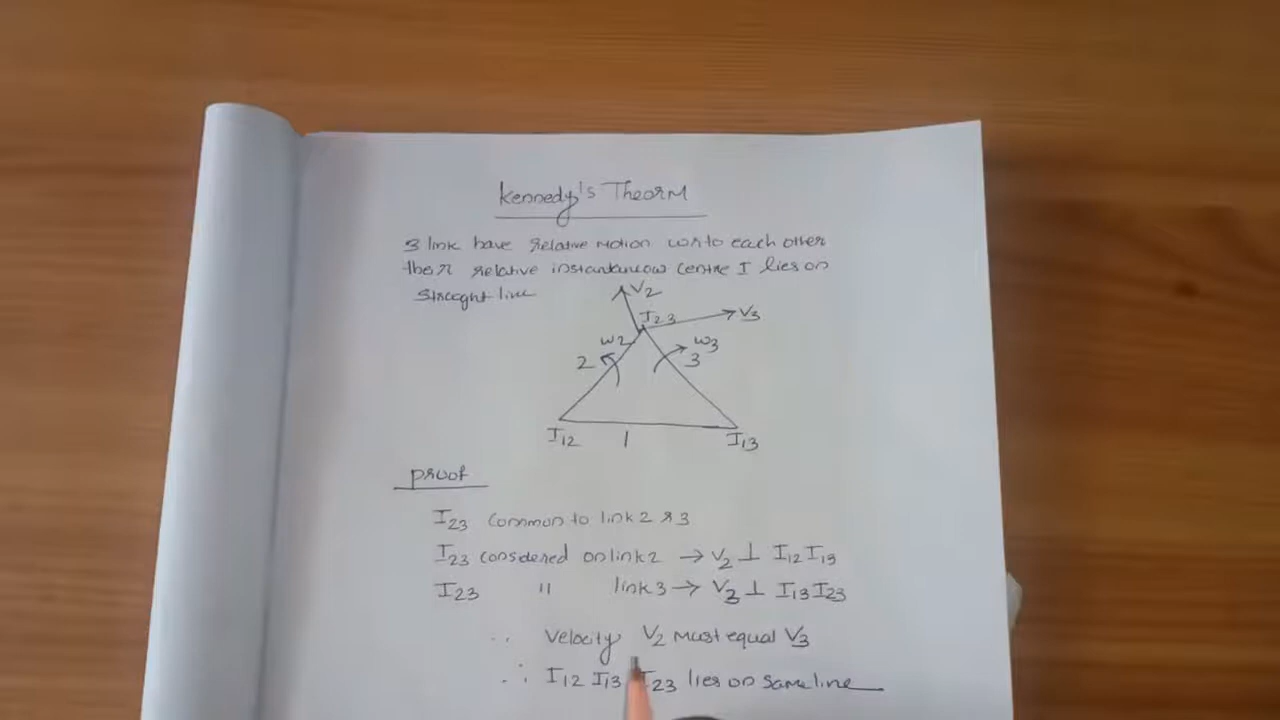 Kennedy's Theorm
3 link have relative motion wrto each other
then relative instantaneous centre I lies on
straight line
V2
I23
V3
w2
w3
2
3
I12
1
I13
proof
I23 common to link 2 & 3
I23 considered on link 2 → V2 ⊥ I12 I13
I23 " link 3 → V3 ⊥ I13 I23
∴ Velocity V2 must equal V3
∴ I12 I13 I23 lies on same line